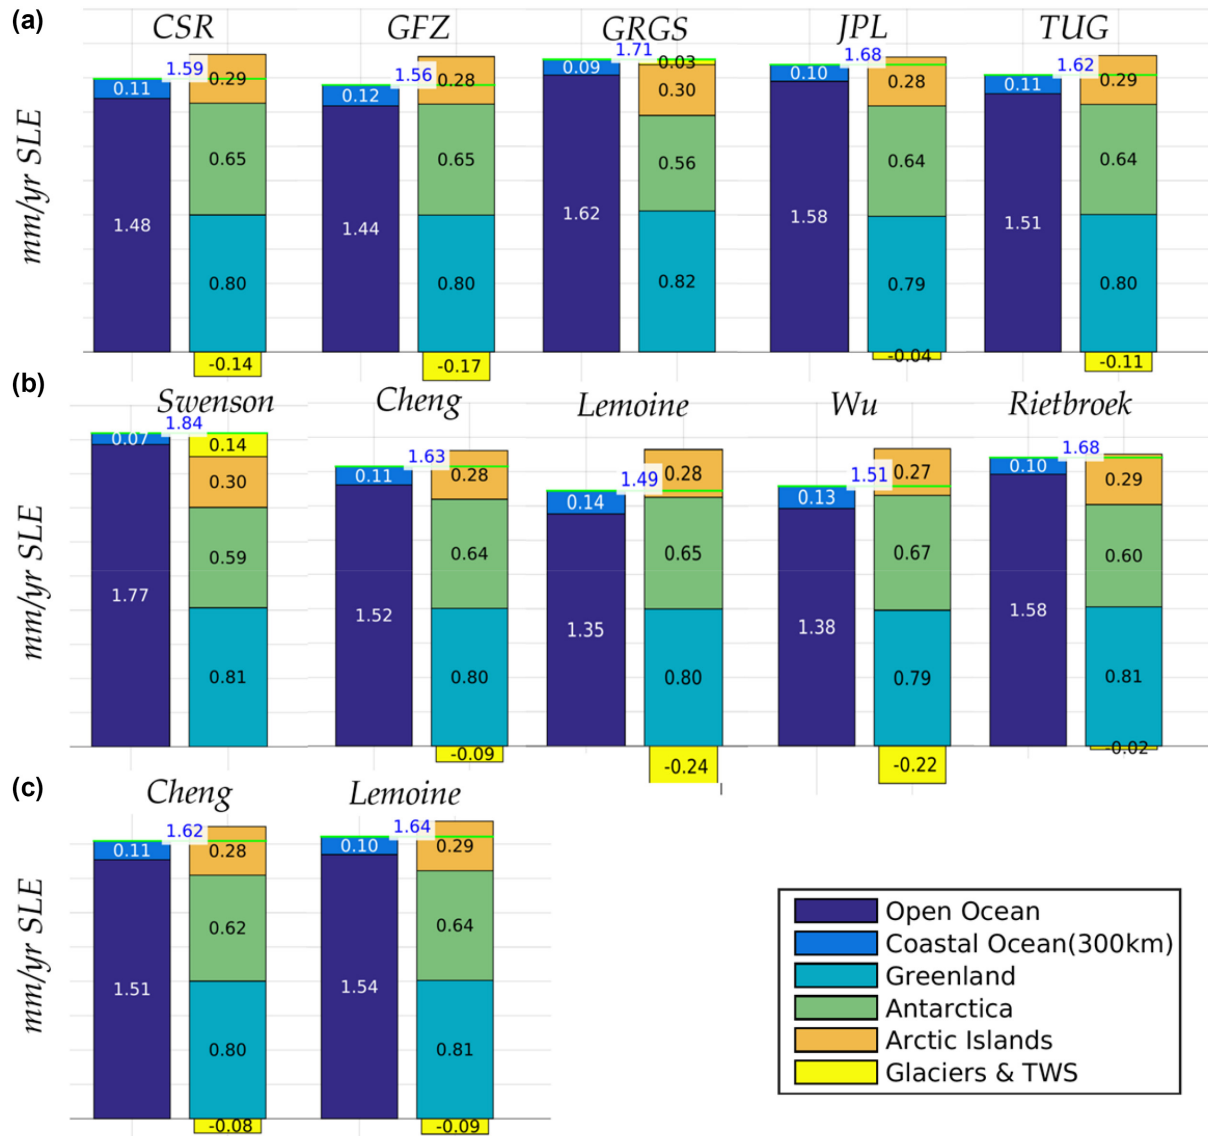 (a)
CSR GFZ GRGS JPL TUG
mm/yr SLE
1.59 1.56 1.71 1.68 1.62
0.11 0.29 0.12 0.28 0.09 0.03 0.10 0.28 0.11 0.29
0.30
0.65 0.65 0.56 0.64 0.64
1.48 1.44 1.62 1.58 1.51
0.80 0.80 0.82 0.79 0.80
-0.14 -0.17 -0.04 -0.11
(b)
Swenson Cheng Lemoine Wu Rietbroek
mm/yr SLE
1.84 1.63 1.49 1.51 1.68
0.07 0.14 0.11 0.28 0.14 0.28 0.13 0.27 0.10 0.29
0.30
0.59 0.64 0.65 0.67 0.60
1.77 1.52 1.35 1.38 1.58
0.81 0.80 0.80 0.79 0.81
-0.09 -0.24 -0.22 -0.02
(c)
Cheng Lemoine
mm/yr SLE
1.62 1.64
0.11 0.28 0.10 0.29
0.62 0.64
1.51 1.54
0.80 0.81
-0.08 -0.09
Open Ocean
Coastal Ocean(300km)
Greenland
Antarctica
Arctic Islands
Glaciers & TWS